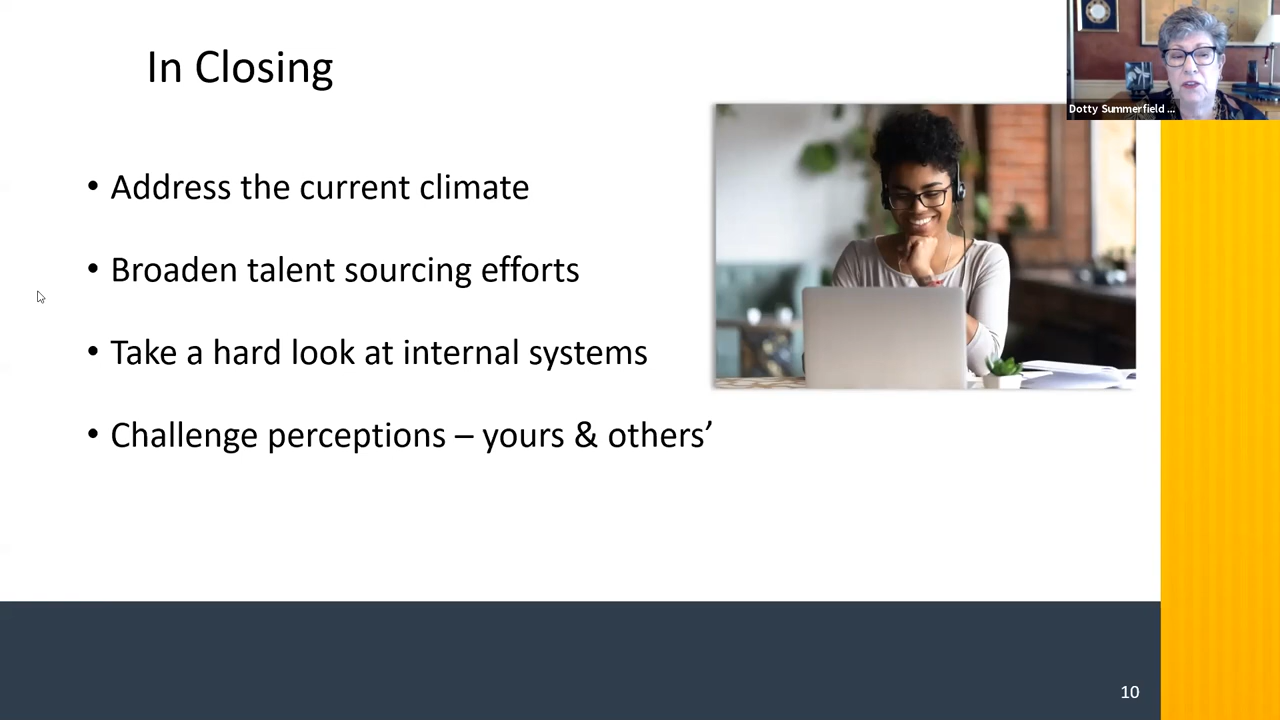 In Closing
• Address the current climate
• Broaden talent sourcing efforts
• Take a hard look at internal systems
• Challenge perceptions – yours & others’
Dotty Summerfield ...
10